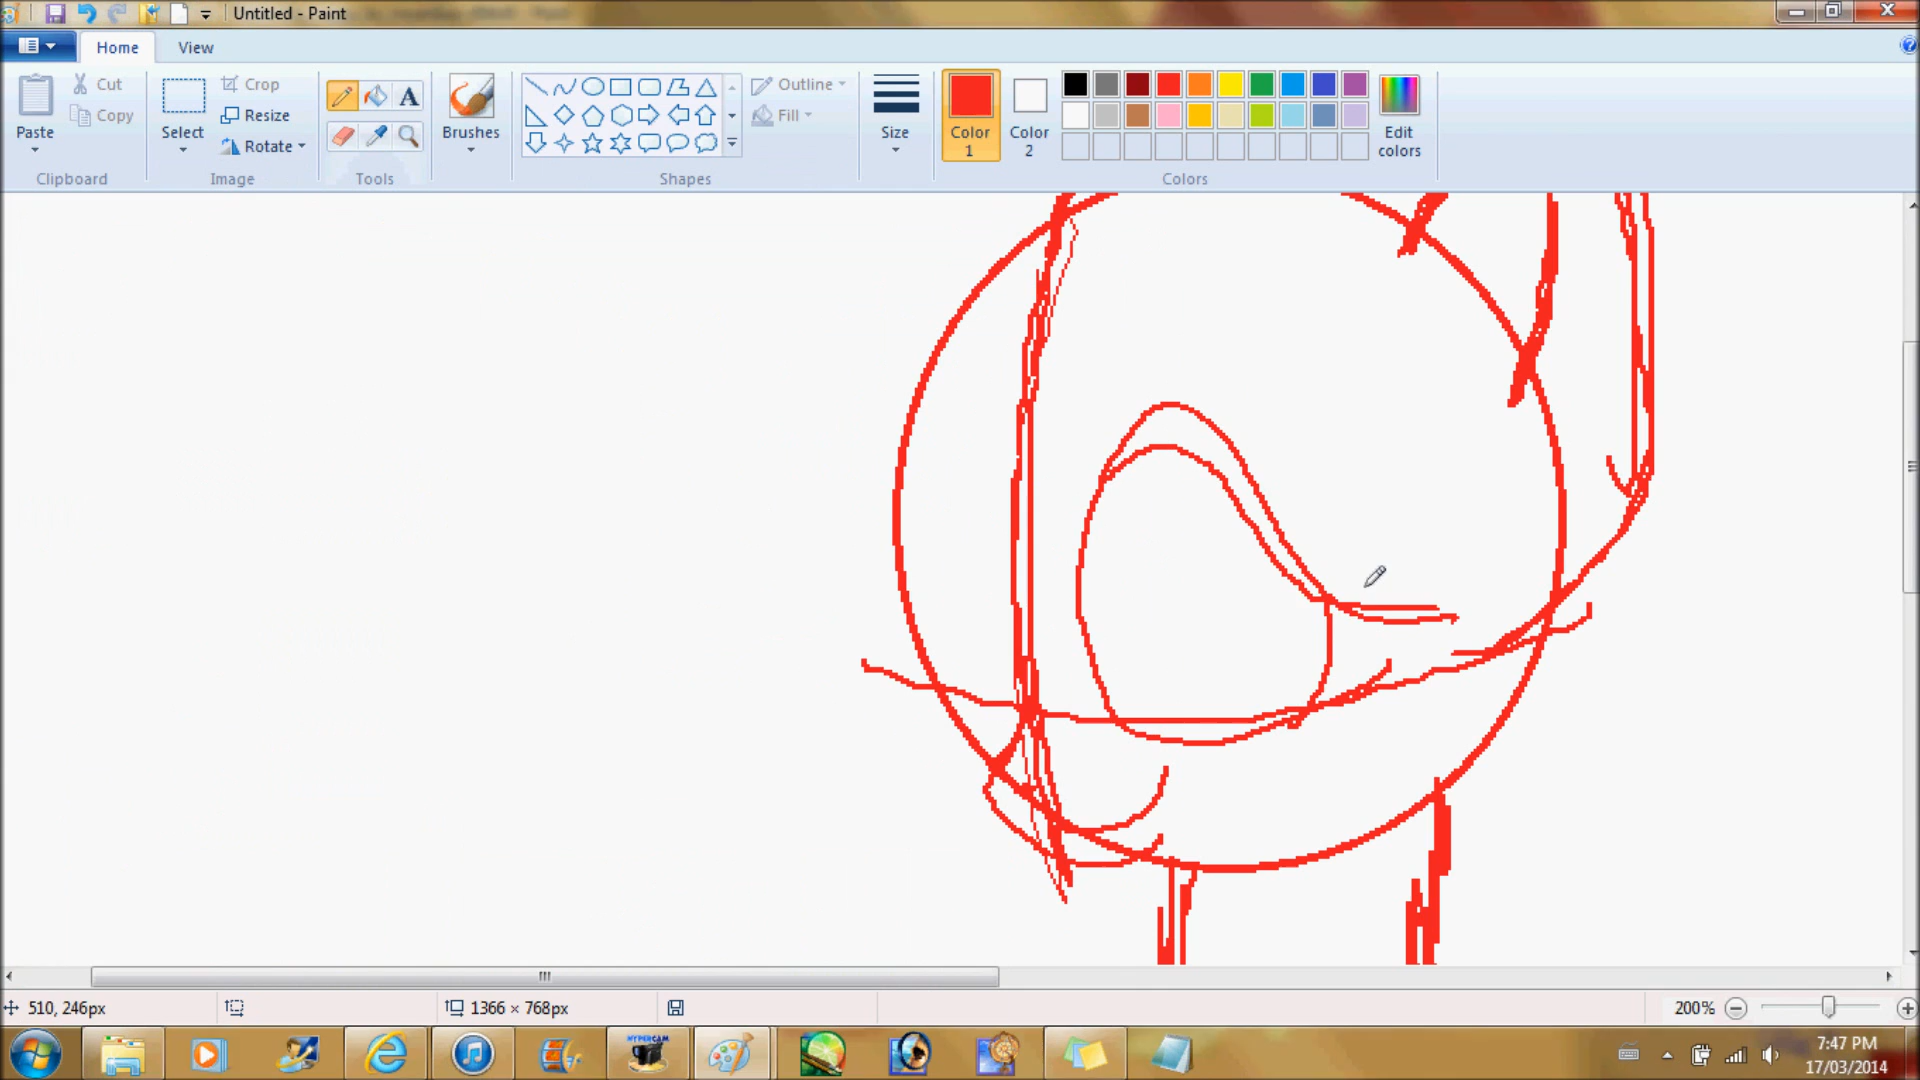 Untitled - Paint
Home View
Paste
Cut
Copy
Clipboard
Select
Crop
Resize
Rotate
Image
Tools
Brushes
Shapes
Outline
Fill
Size
Color 1
Color 2
Edit colors
Colors
510, 246px
1366 × 768px
200%
HYPERCAM
7:47 PM
17/03/2014